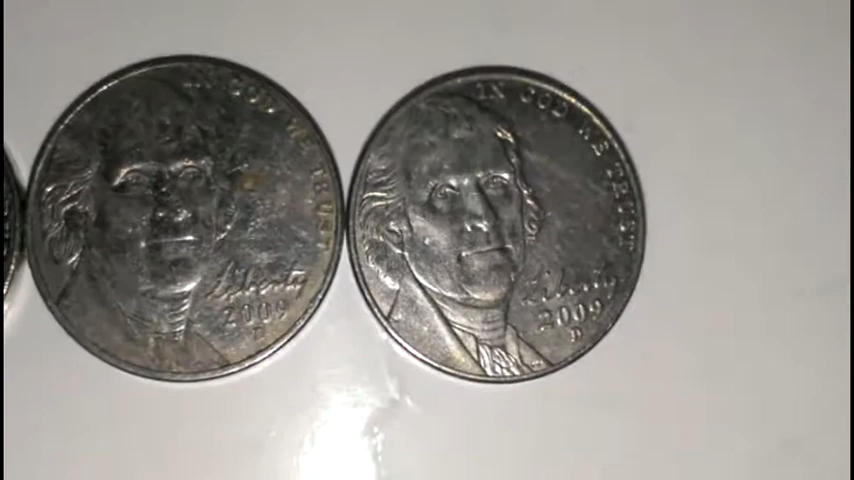 IN GOD WE TRUST
Liberty
2009
P
IN GOD WE TRUST
Liberty
2009
D